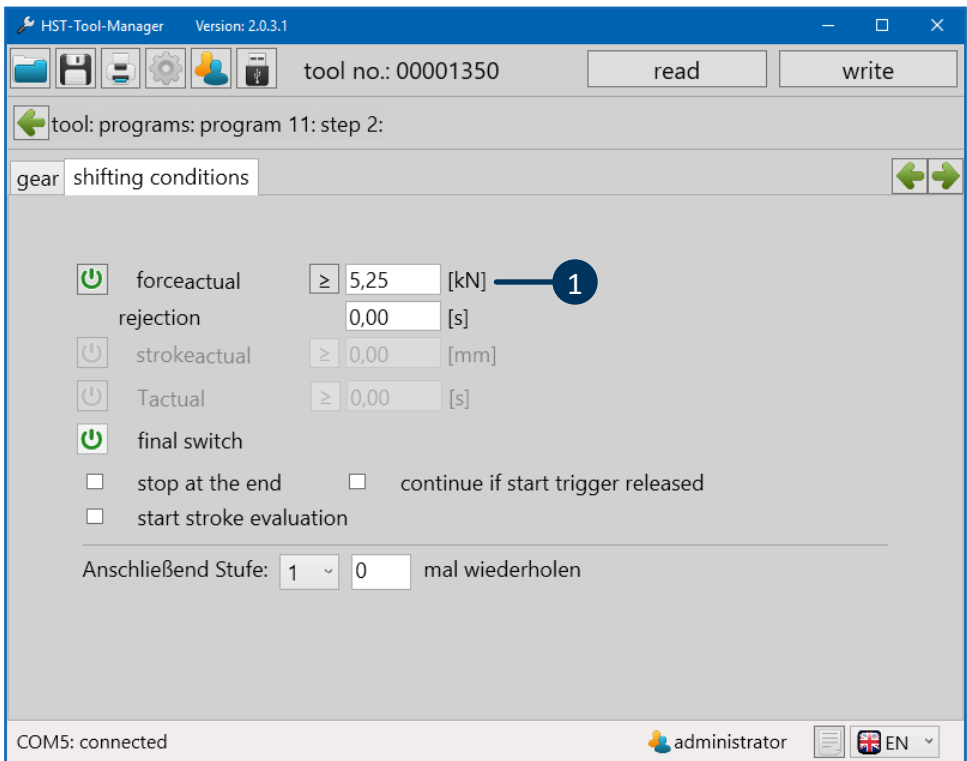 HST-Tool-Manager Version: 2.0.3.1
tool no.: 00001350 read write
tool: programs: program 11: step 2:
gear shifting conditions
forceactual ≥ 5,25 [kN] 1
rejection 0,00 [s]
strokeactual ≥ 0,00 [mm]
Tactual ≥ 0,00 [s]
final switch
stop at the end continue if start trigger released
start stroke evaluation
Anschließend Stufe: 1 0 mal wiederholen
COM5: connected administrator EN